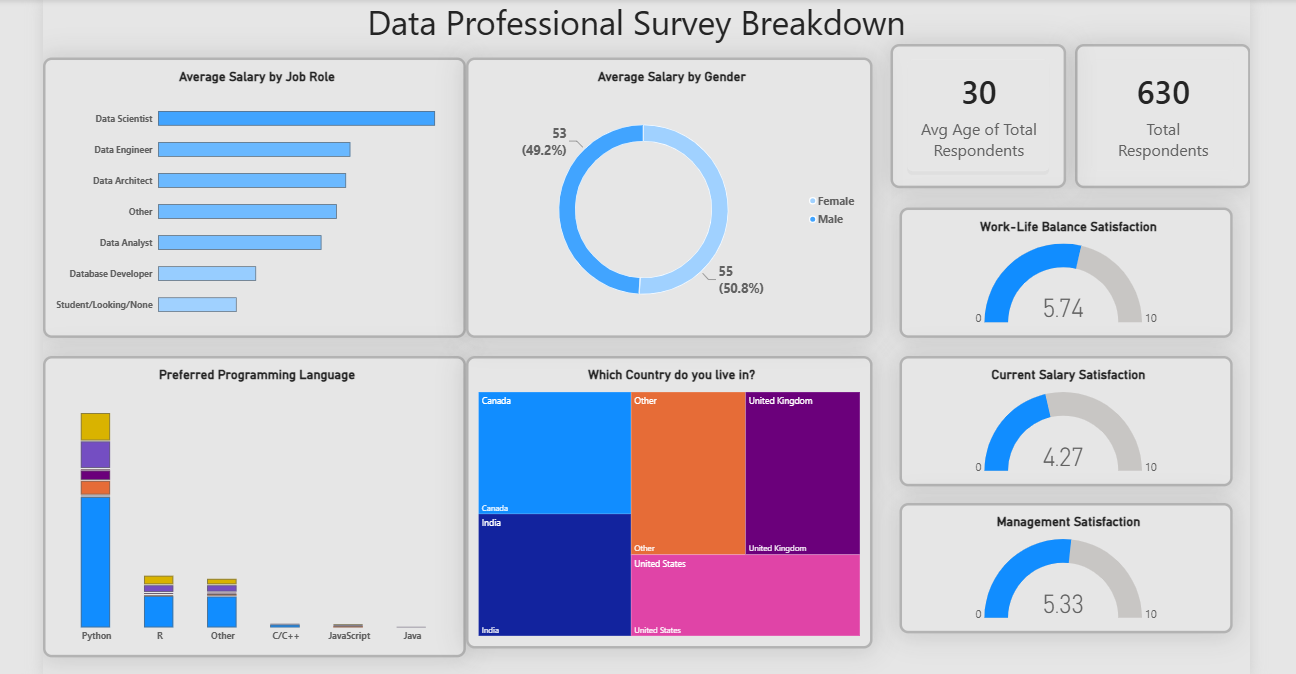 Data Professional Survey Breakdown
Average Salary by Job Role
Data Scientist
Data Engineer
Data Architect
Other
Data Analyst
Database Developer
Student/Looking/None
Average Salary by Gender
53
(49.2%)
55
(50.8%)
Female
Male
30
Avg Age of Total
Respondents
630
Total
Respondents
Work-Life Balance Satisfaction
5.74
0
10
Current Salary Satisfaction
4.27
0
10
Management Satisfaction
5.33
0
10
Preferred Programming Language
Python
R
Other
C/C++
JavaScript
Java
Which Country do you live in?
Canada
Canada
India
India
Other
Other
United Kingdom
United Kingdom
United States
United States